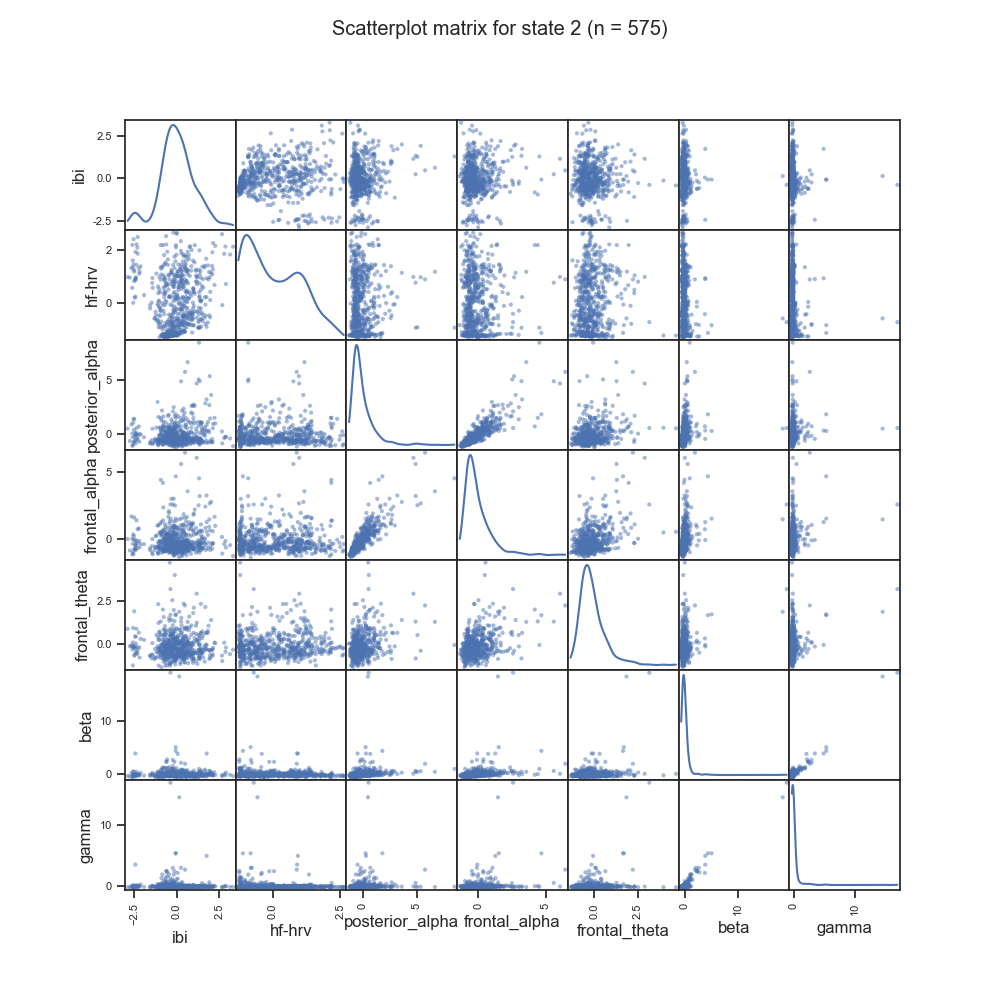 Scatterplot matrix for state 2 (n = 575)
ibi
2.5
0.0
−2.5
hf-hrv
2
0
posterior_alpha
5
0
frontal_alpha
5
0
frontal_theta
2.5
0.0
beta
10
0
gamma
10
0
−2.5 0.0 2.5 0.0 2.5 0 5 0 5 0.0 2.5 0 10 0 10
ibi hf-hrv posterior_alpha frontal_alpha frontal_theta beta gamma